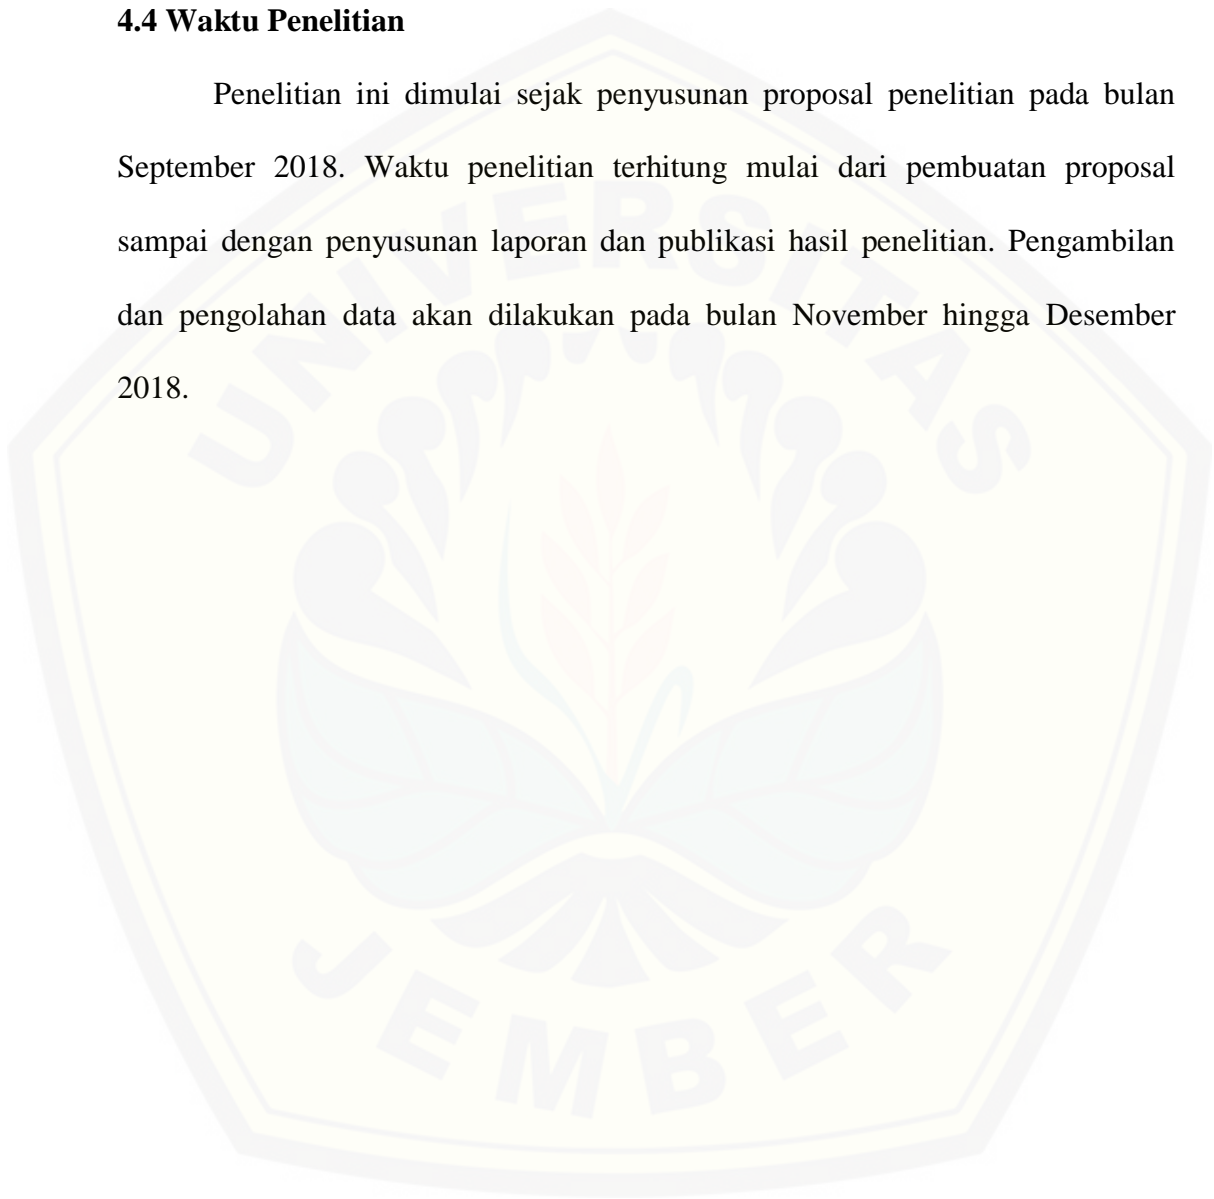 4.4 Waktu Penelitian
Penelitian ini dimulai sejak penyusunan proposal penelitian pada bulan
September 2018. Waktu penelitian terhitung mulai dari pembuatan proposal
sampai dengan penyusunan laporan dan publikasi hasil penelitian. Pengambilan
dan pengolahan data akan dilakukan pada bulan November hingga Desember
2018.
UNIVERSITAS
JEMBER